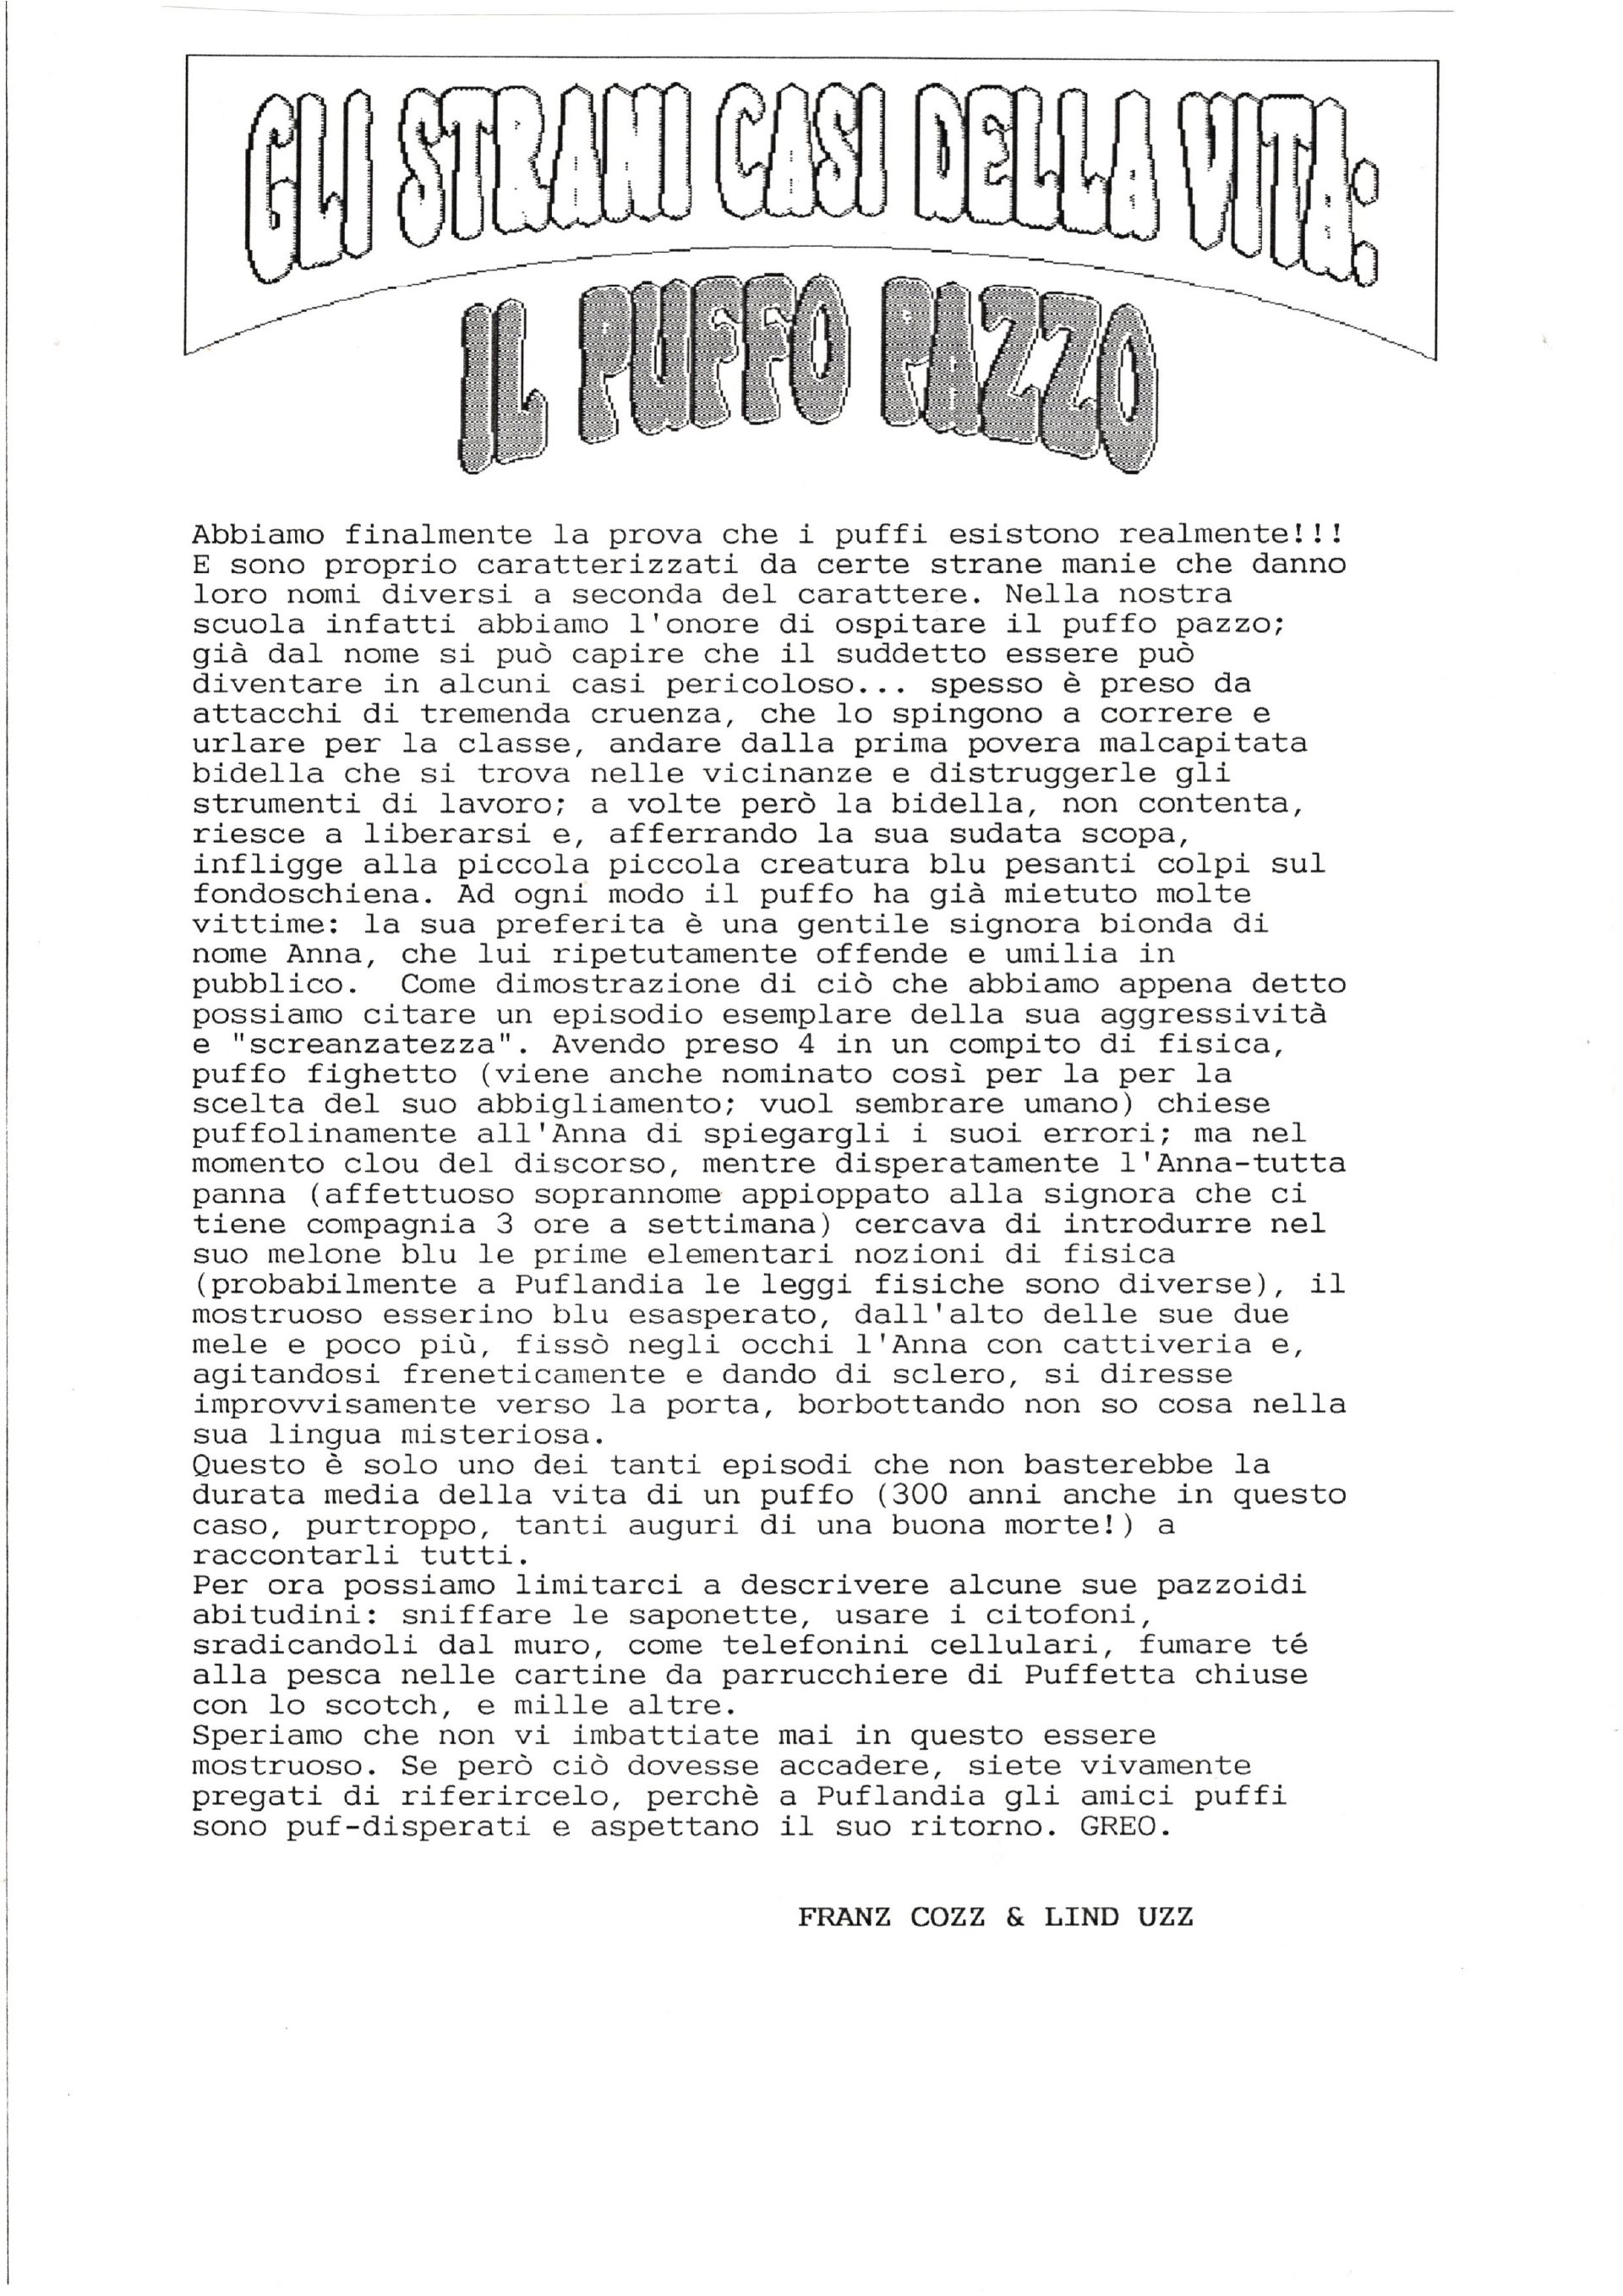 GLI STRANI CASI DELLA VITA:
IL PUFFO PAZZO
Abbiamo finalmente la prova che i puffi esistono realmente!!!
E sono proprio caratterizzati da certe strane manie che danno
loro nomi diversi a seconda del carattere. Nella nostra
scuola infatti abbiamo l'onore di ospitare il puffo pazzo;
già dal nome si può capire che il suddetto essere può
diventare in alcuni casi pericoloso... spesso è preso da
attacchi di tremenda cruenza, che lo spingono a correre e
urlare per la classe, andare dalla prima povera malcapitata
bidella che si trova nelle vicinanze e distruggerle gli
strumenti di lavoro; a volte però la bidella, non contenta,
riesce a liberarsi e, afferrando la sua sudata scopa,
infligge alla piccola piccola creatura blu pesanti colpi sul
fondoschiena. Ad ogni modo il puffo ha già mietuto molte
vittime: la sua preferita è una gentile signora bionda di
nome Anna, che lui ripetutamente offende e umilia in
pubblico.  Come dimostrazione di ciò che abbiamo appena detto
possiamo citare un episodio esemplare della sua aggressività
e "screanzatezza". Avendo preso 4 in un compito di fisica,
puffo fighetto (viene anche nominato così per la per la
scelta del suo abbigliamento; vuol sembrare umano) chiese
puffolinamente all'Anna di spiegargli i suoi errori; ma nel
momento clou del discorso, mentre disperatamente l'Anna-tutta
panna (affettuoso soprannome appioppato alla signora che ci
tiene compagnia 3 ore a settimana) cercava di introdurre nel
suo melone blu le prime elementari nozioni di fisica
(probabilmente a Puflandia le leggi fisiche sono diverse), il
mostruoso esserino blu esasperato, dall'alto delle sue due
mele e poco più, fissò negli occhi l'Anna con cattiveria e,
agitandosi freneticamente e dando di sclero, si diresse
improvvisamente verso la porta, borbottando non so cosa nella
sua lingua misteriosa.
Questo è solo uno dei tanti episodi che non basterebbe la
durata media della vita di un puffo (300 anni anche in questo
caso, purtroppo, tanti auguri di una buona morte!) a
raccontarli tutti.
Per ora possiamo limitarci a descrivere alcune sue pazzoidi
abitudini: sniffare le saponette, usare i citofoni,
sradicandoli dal muro, come telefonini cellulari, fumare té
alla pesca nelle cartine da parrucchiere di Puffetta chiuse
con lo scotch, e mille altre.
Speriamo che non vi imbattiate mai in questo essere
mostruoso. Se però ciò dovesse accadere, siete vivamente
pregati di riferircelo, perchè a Puflandia gli amici puffi
sono puf-disperati e aspettano il suo ritorno. GREO.
FRANZ COZZ & LIND UZZ